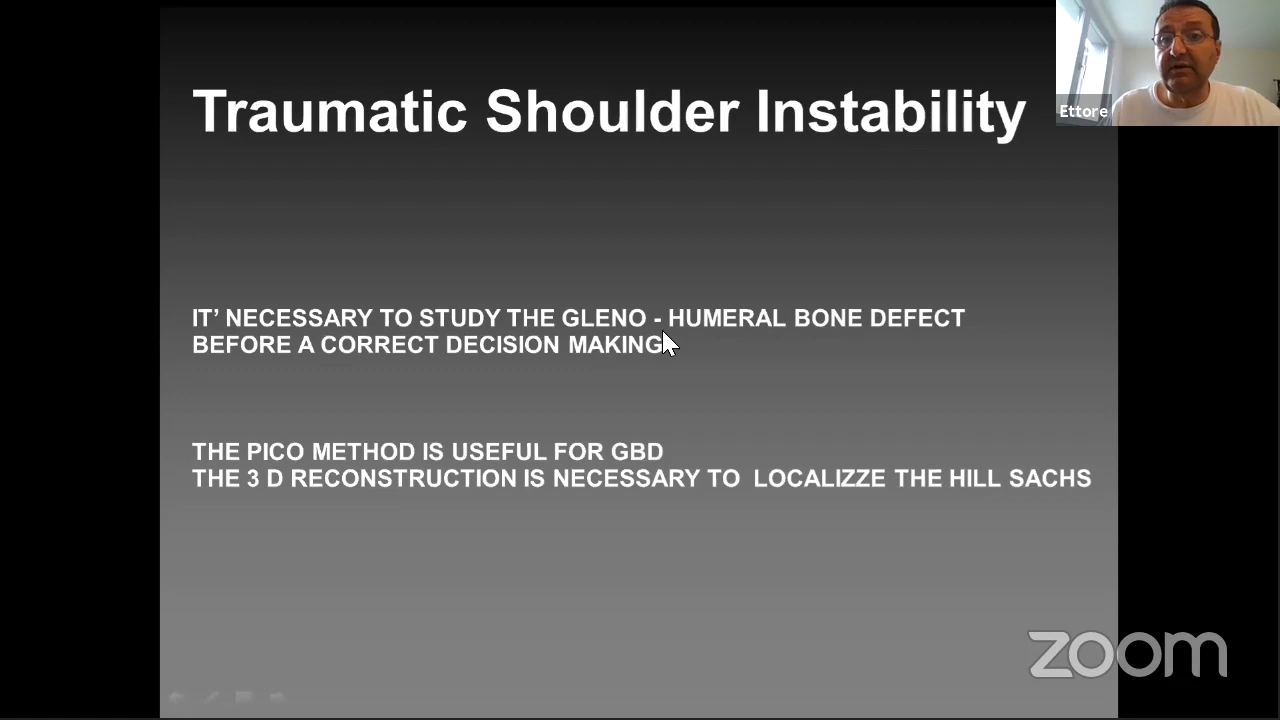 Traumatic Shoulder Instability
Ettore
IT’ NECESSARY TO STUDY THE GLENO - HUMERAL BONE DEFECT
BEFORE A CORRECT DECISION MAKING
THE PICO METHOD IS USEFUL FOR GBD
THE 3 D RECONSTRUCTION IS NECESSARY TO LOCALIZZE THE HILL SACHS
zoom